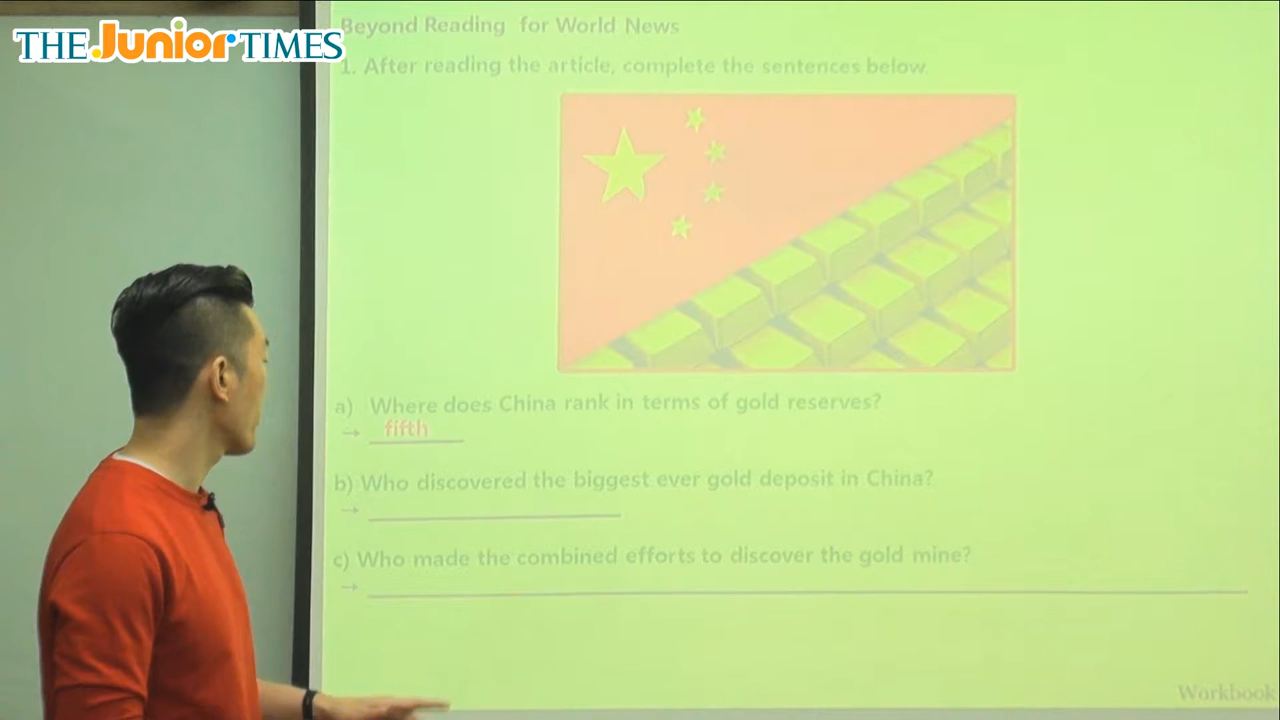 THE Junior TIMES
Beyond Reading for World News
1. After reading the article, complete the sentences below.
a) Where does China rank in terms of gold reserves?
→ fifth
b) Who discovered the biggest ever gold deposit in China?
→
c) Who made the combined efforts to discover the gold mine?
→
Workbook